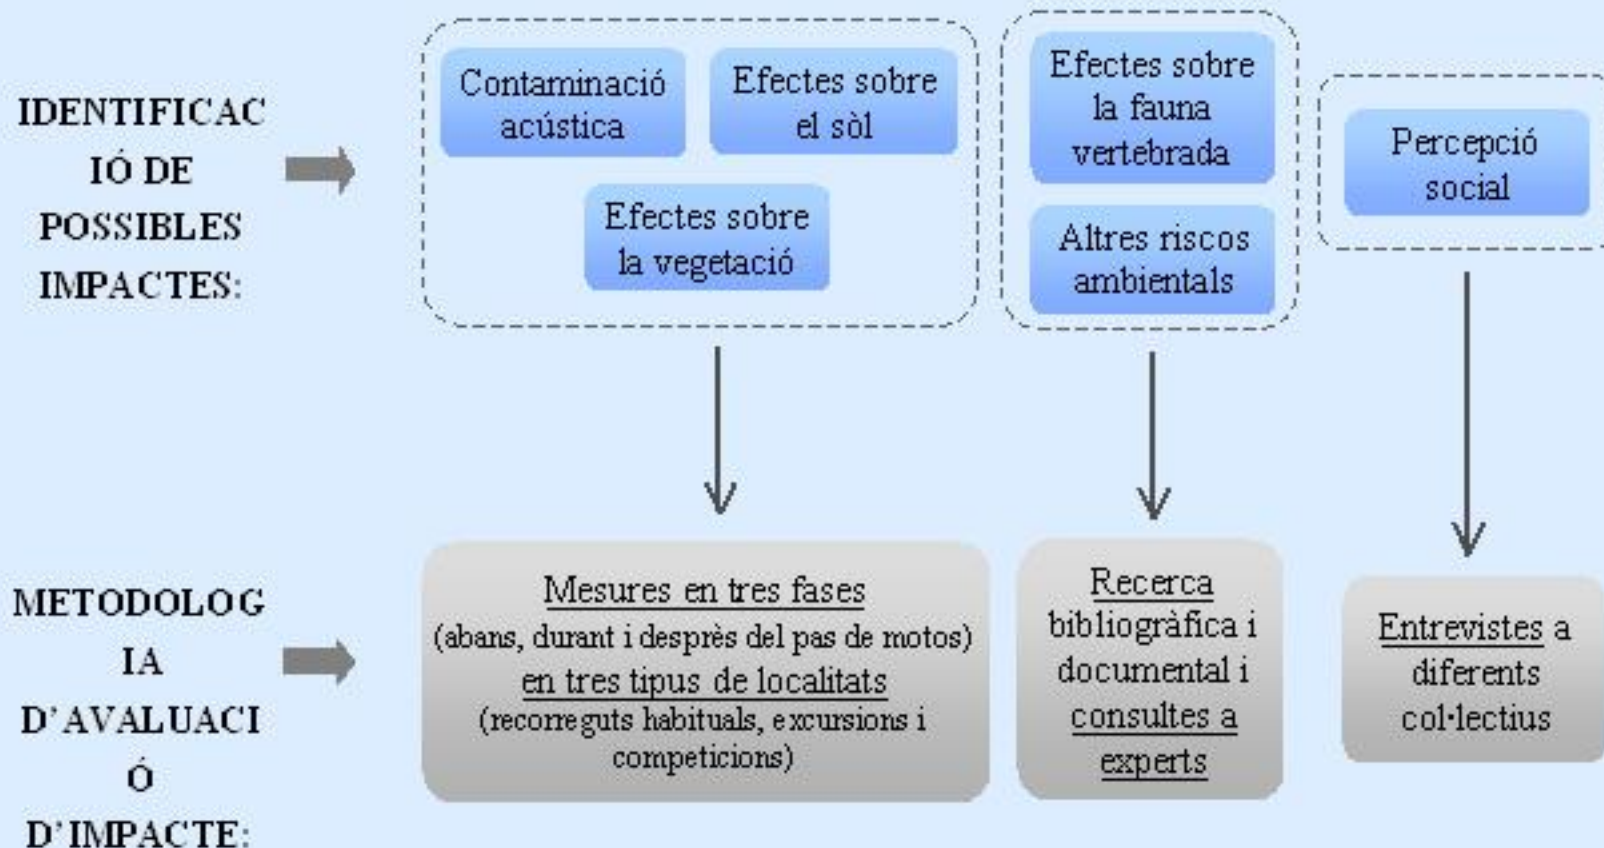 IDENTIFICAC
IÓ DE
POSSIBLES
IMPACTES:
Contaminació
acústica
Efectes sobre
el sòl
Efectes sobre
la vegetació
Efectes sobre
la fauna
vertebrada
Altres riscos
ambientals
Percepció
social
METODOLOG
IA
D'AVALUACI
Ó
D'IMPACTE:
Mesures en tres fases
(abans, durant i desprès del pas de motos)
en tres tipus de localitats
(recorreguts habituals, excursions i
competicions)
Recerca
bibliogràfica i
documental i
consultes a
experts
Entrevistes a
diferents
col·lectius